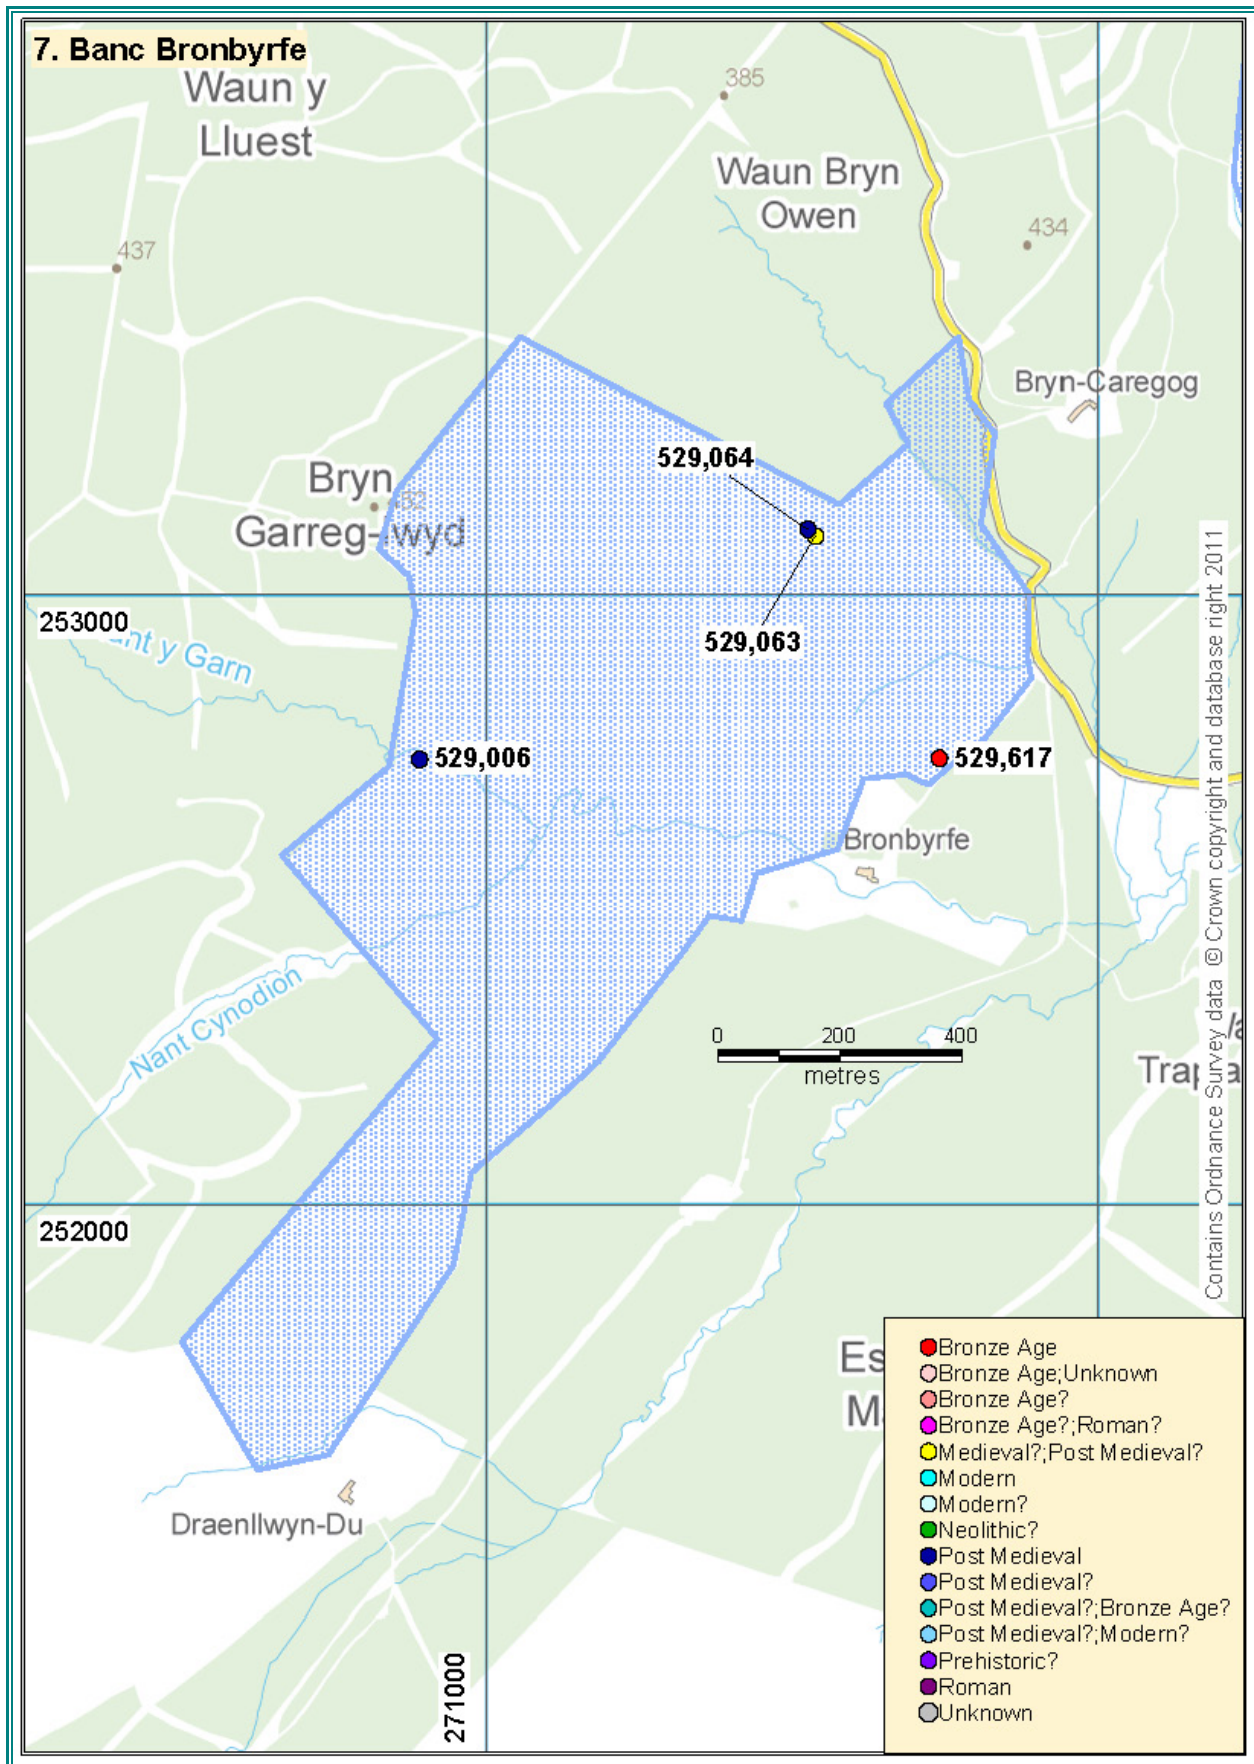 7. Banc Bronbyrfe
Waun y
Lluest
385
Waun Bryn
Owen
434
437
Bryn-Caregog
529,064
Bryn
Garreg-
wyd
529,063
253000
y Garn
529,006
529,617
Bronbyrfe
Nant Cynodion
0 200 400
metres
252000
Draenllwyn-Du
271000
Contains Ordnance Survey data © Crown copyright and database right 2011
Bronze Age
Bronze Age;Unknown
Bronze Age?
Bronze Age?;Roman?
Medieval?;Post Medieval?
Modern
Modern?
Neolithic?
Post Medieval
Post Medieval?
Post Medieval?;Bronze Age?
Post Medieval?;Modern?
Prehistoric?
Roman
Unknown